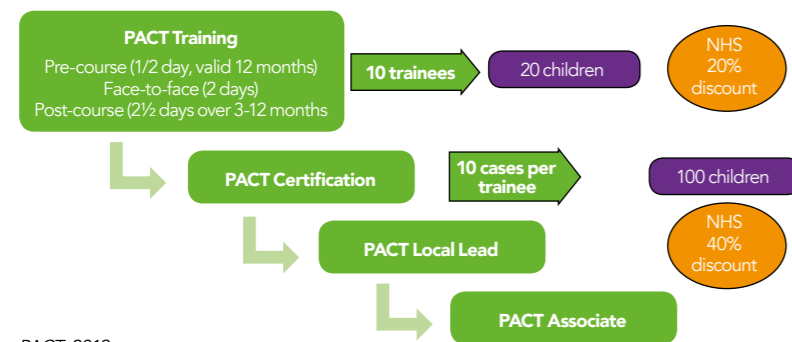 PACT Training
Pre-course (1/2 day, valid 12 months)
Face-to-face (2 days)
Post-course (2½ days over 3-12 months
10 trainees
20 children
NHS
20%
discount
PACT Certification
10 cases per
trainee
100 children
PACT Local Lead
NHS
40%
discount
PACT Associate